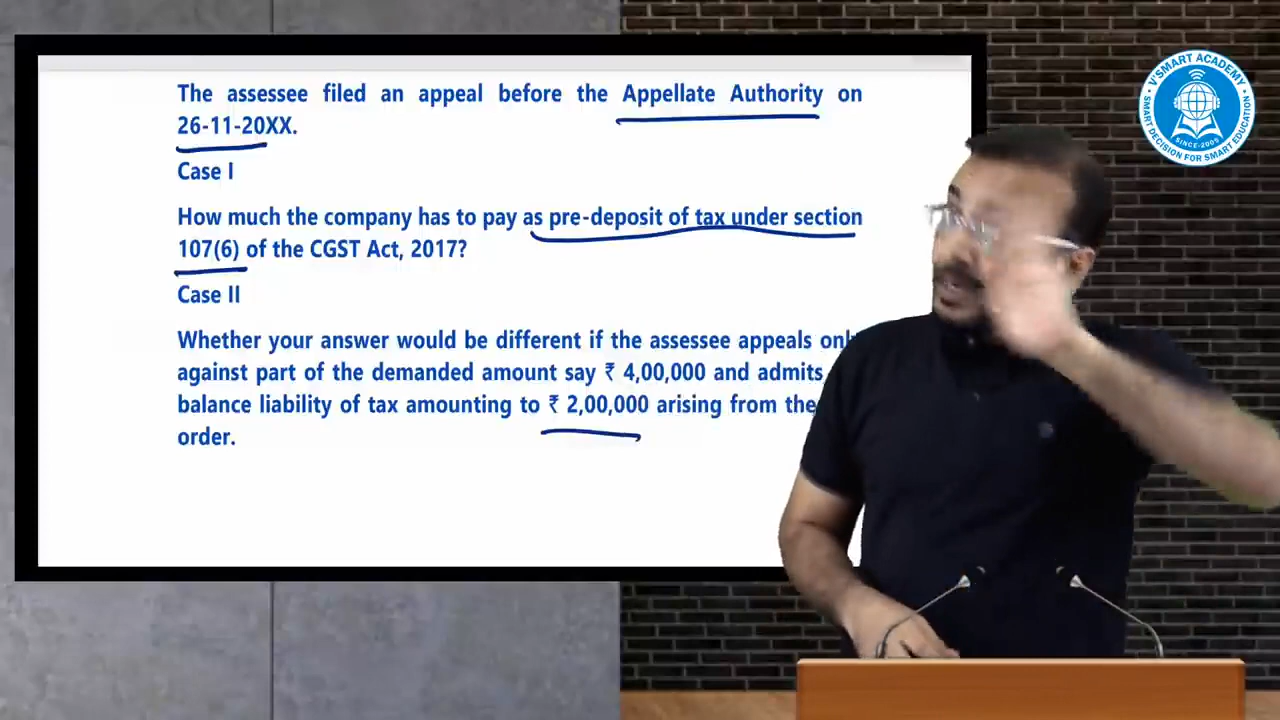 The assessee filed an appeal before the Appellate Authority on
26-11-20XX.
Case I
How much the company has to pay as pre-deposit of tax under section
107(6) of the CGST Act, 2017?
Case II
Whether your answer would be different if the assessee appeals
against part of the demanded amount say ₹ 4,00,000 and admits
balance liability of tax amounting to ₹ 2,00,000 arising from the
order.
V'SMART ACADEMY
SINCE-2005
SMART DECISION FOR SMART EDUCATION